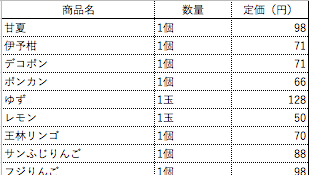 商品名 数量 定価（円）
甘夏 1個 98
伊予柑 1個 71
デコポン 1個 71
ポンカン 1個 66
ゆず 1玉 128
レモン 1玉 50
王林リンゴ 1個 70
サンふじりんご 1個 88
フジりんご 1個 98